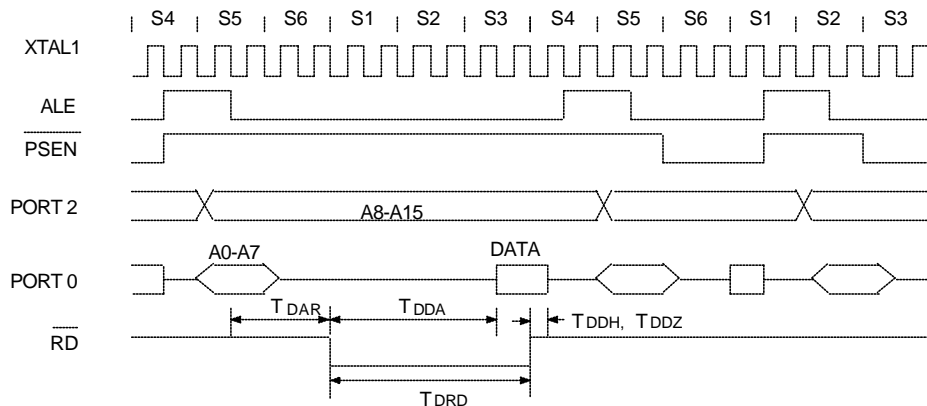 S4 S5 S6 S1 S2 S3 S4 S5 S6 S1 S2 S3
XTAL1
ALE
PSEN
PORT 2
A8-A15
A0-A7
DATA
PORT 0
TDAR
TDDA
TDDH, TDDZ
RD
TDRD